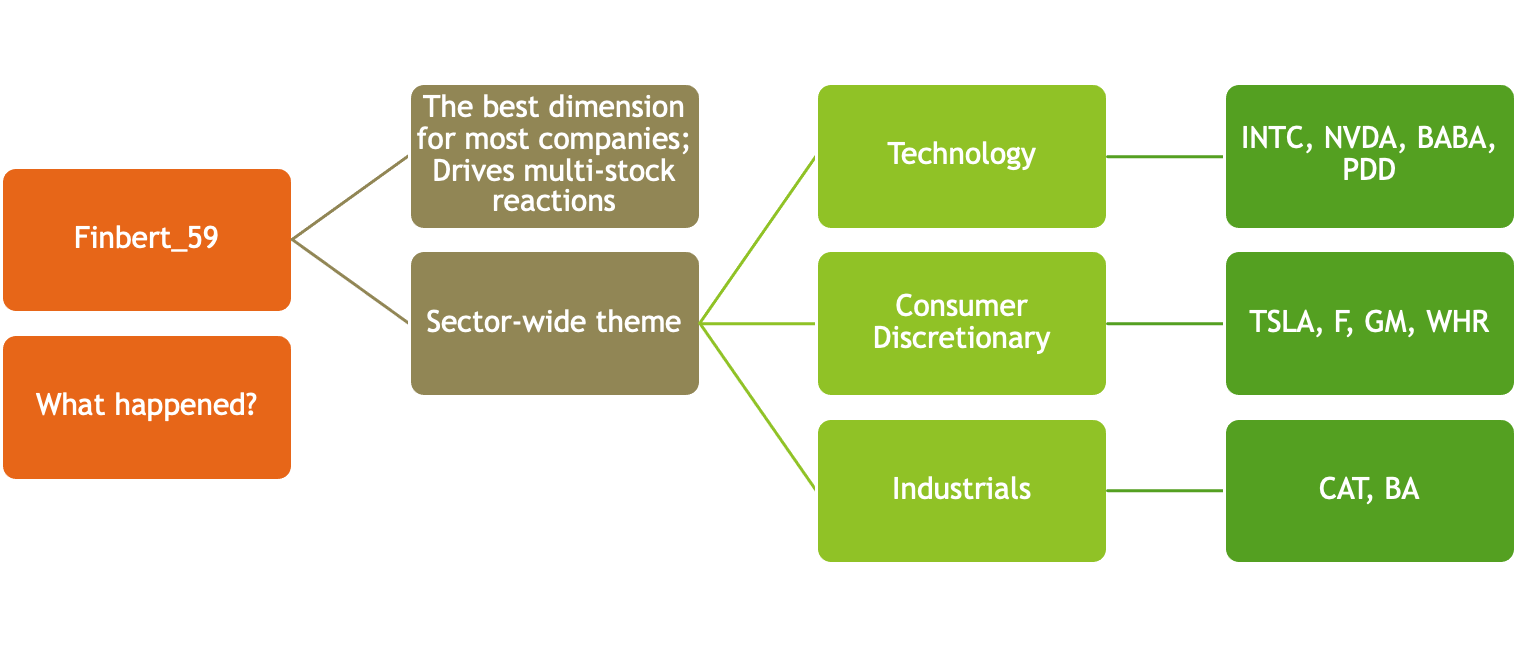 Finbert_59
What happened?
The best dimension
for most companies;
Drives multi-stock
reactions
Sector-wide theme
Technology
Consumer
Discretionary
Industrials
INTC, NVDA, BABA,
PDD
TSLA, F, GM, WHR
CAT, BA